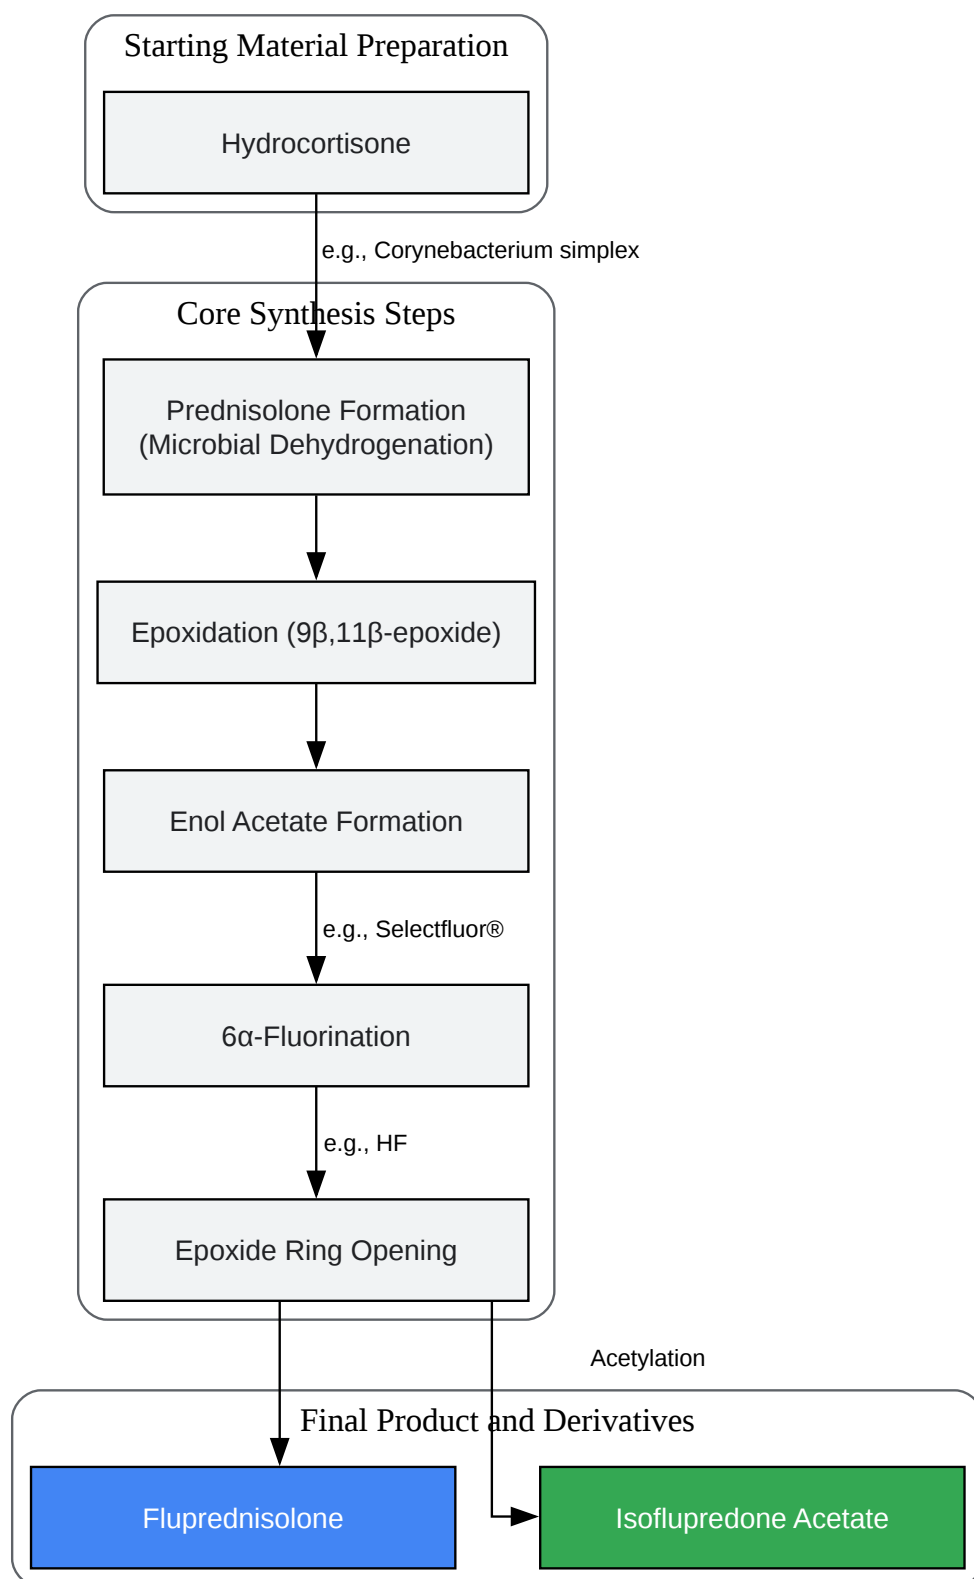 Starting Material Preparation
Hydrocortisone
e.g., Corynebacterium simplex
Core Synthesis Steps
Prednisolone Formation
(Microbial Dehydrogenation)
Epoxidation (9β,11β-epoxide)
Enol Acetate Formation
e.g., Selectfluor®
6α-Fluorination
e.g., HF
Epoxide Ring Opening
Acetylation
Final Product and Derivatives
Fluprednisolone
Isoflupredone Acetate